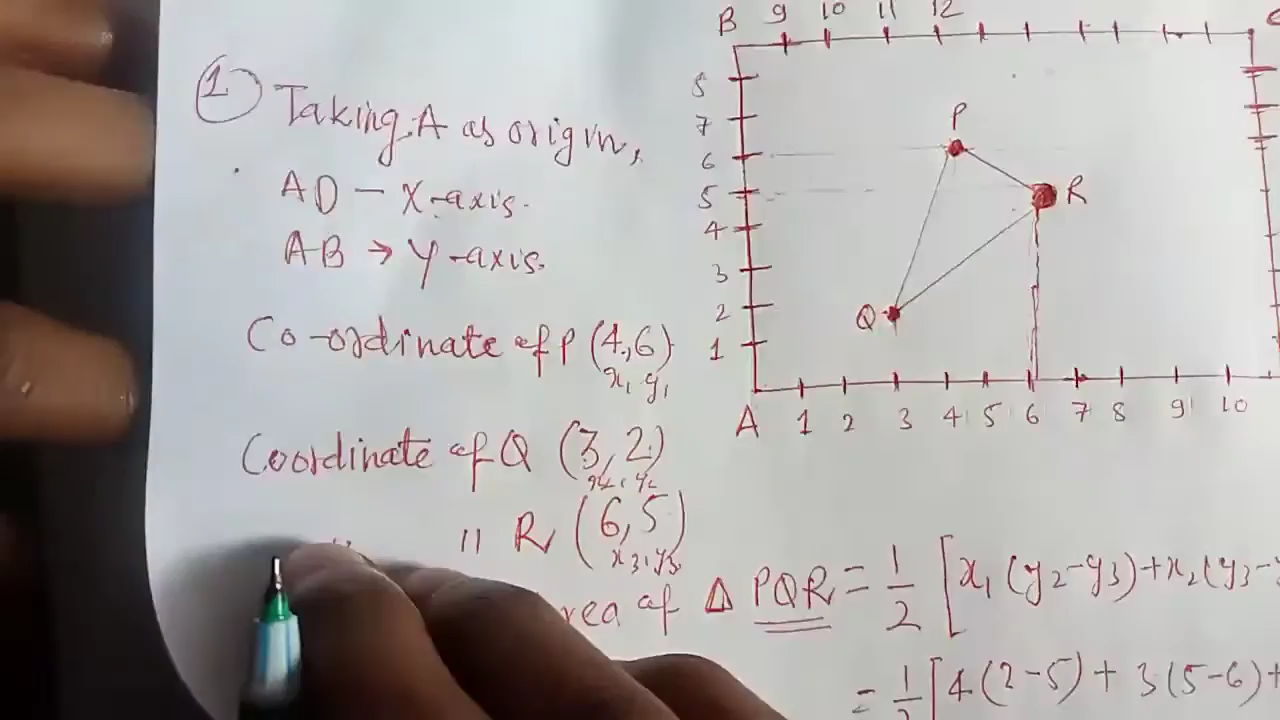 1 Taking A as origin,
AD — X-axis.
AB → Y-axis.
Co-ordinate of P (4,6)
x₁ y₁
Coordinate of Q (3,2)
x₂, y₂
" R (6,5)
x₃, y₃
rea of Δ PQR = 1/2 [x₁(y₂-y₃)+x₂(y₃-y
= 1/2 [4(2-5)+ 3(5-6)+
B 9 10 11 12 C
8
7
6
5
4
3
2
1
P
R
Q
A 1 2 3 4 5 6 7 8 9 10